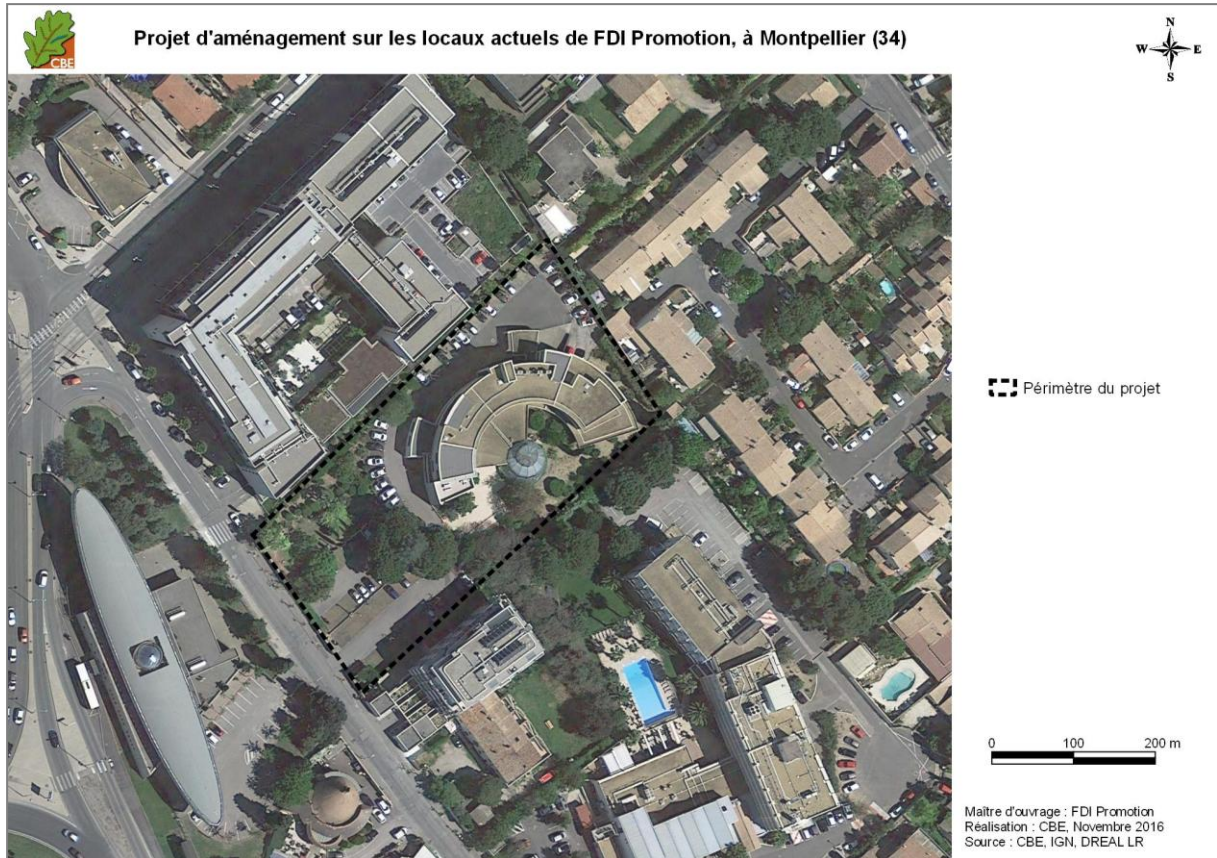 CBE
Projet d'aménagement sur les locaux actuels de FDI Promotion, à Montpellier (34)
N
W E
S
Périmètre du projet
0 100 200 m
Maître d'ouvrage : FDI Promotion
Réalisation : CBE, Novembre 2016
Source : CBE, IGN, DREAL LR